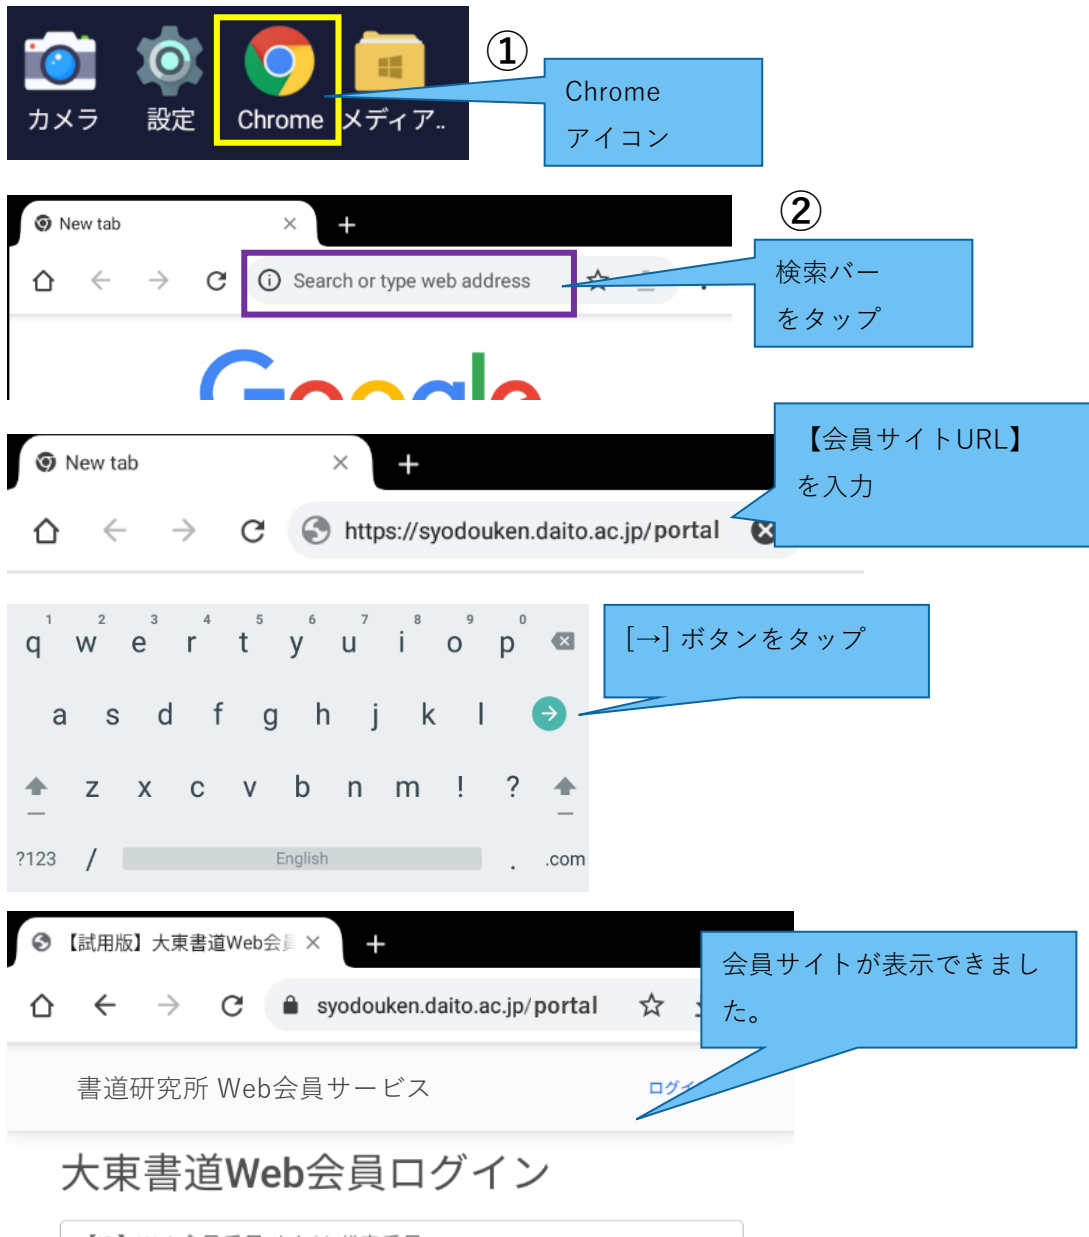 カメラ
設定
Chrome
メディア..
①
Chrome
アイコン
②
New tab
Search or type web address
検索バー
をタップ
Google
【会員サイトURL】
を入力
New tab
https://syodouken.daito.ac.jp/portal
[→] ボタンをタップ
1 2 3 4 5 6 7 8 9 0
q w e r t y u i o p
a s d f g h j k l
z x c v b n m ! ?
?123 / English . .com
【試用版】大東書道Web会員
会員サイトが表示できまし
た。
syodouken.daito.ac.jp/portal
書道研究所 Web会員サービス
ログイ
大東書道Web会員ログイン